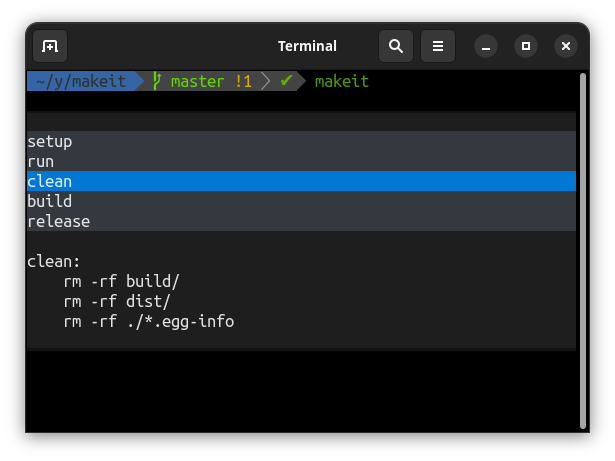 Terminal
~/y/makeit master !1 ✔ makeit
setup
run
clean
build
release
clean:
    rm -rf build/
    rm -rf dist/
    rm -rf ./*.egg-info